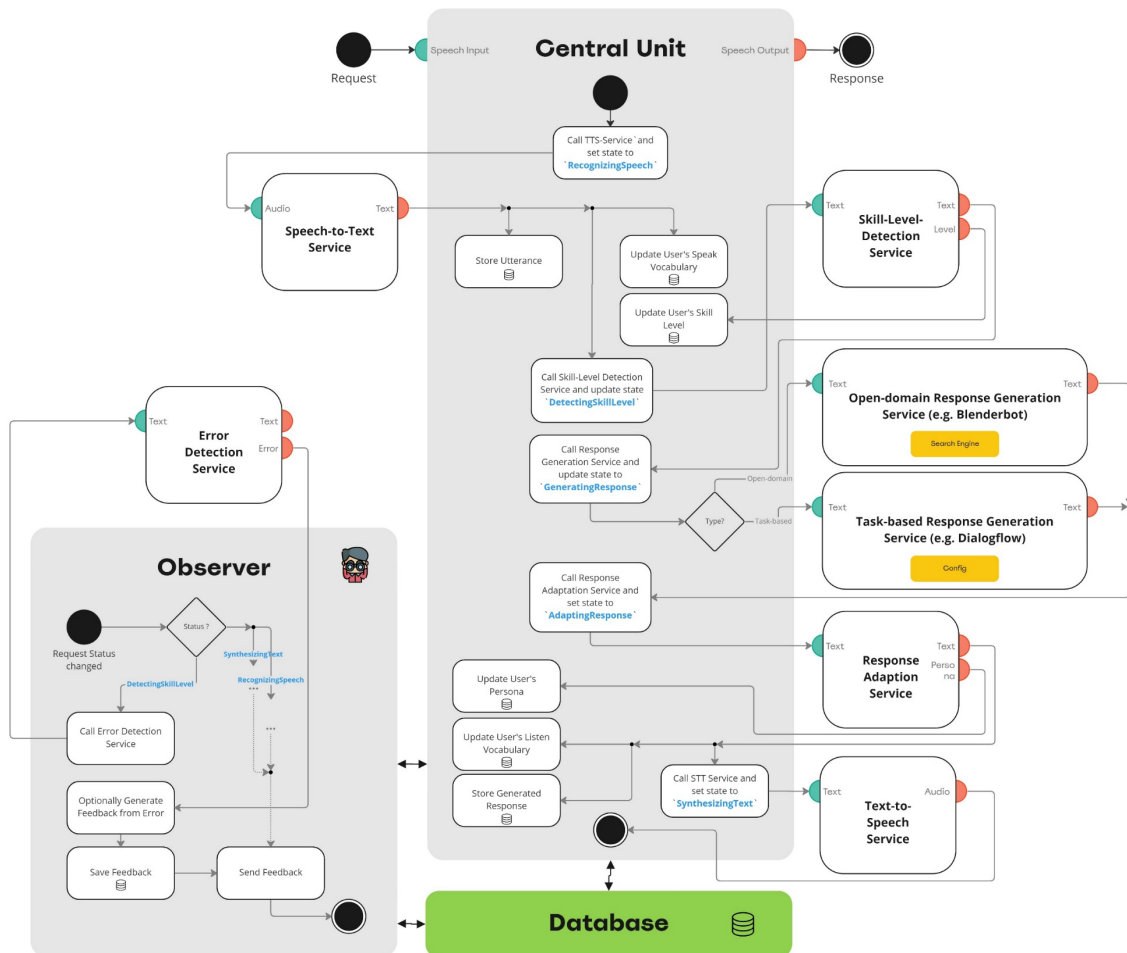 Central Unit
Speech Input
Speech Output
Request
Response
Call TTS-Service` and
set state to
`RecognizingSpeech`
Audio
Text
Speech-to-Text
Service
Store Utterance
Update User's Speak
Vocabulary
Update User's Skill
Level
Text
Text
Level
Skill-Level-
Detection
Service
Call Skill-Level Detection
Service and update state
`DetectingSkillLevel`
Text
Text
Open-domain Response Generation
Service (e.g. Blenderbot)
Search Engine
Text
Text
Error
Error
Detection
Service
Call Response
Generation Service and
update state to
`GeneratingResponse`
Open-domain
Type?
Task-based
Text
Text
Task-based Response Generation
Service (e.g. Dialogflow)
Config
Observer
Call Response
Adaptation Service and
set state to
`AdaptingResponse`
Request Status
changed
Status ?
SynthesizingText
RecognizingSpeech
DetectingSkillLevel
...
...
Call Error Detection
Service
Text
Text
Perso
na
Response
Adaption
Service
Update User's
Persona
Update User's Listen
Vocabulary
Store Generated
Response
Call STT Service and
set state to
`SynthesizingText`
Text
Audio
Text-to-
Speech
Service
Optionally Generate
Feedback from Error
Save Feedback
Send Feedback
Database